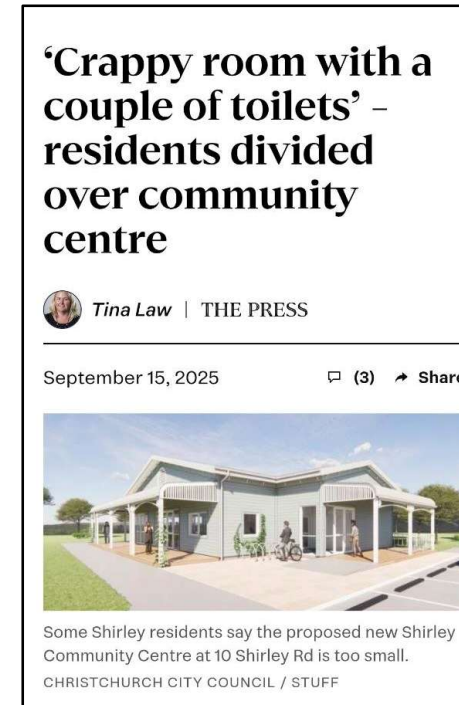 ‘Crappy room with a
couple of toilets’ –
residents divided
over community
centre
Tina Law | THE PRESS
September 15, 2025 (3) Share
Some Shirley residents say the proposed new Shirley
Community Centre at 10 Shirley Rd is too small.
CHRISTCHURCH CITY COUNCIL / STUFF